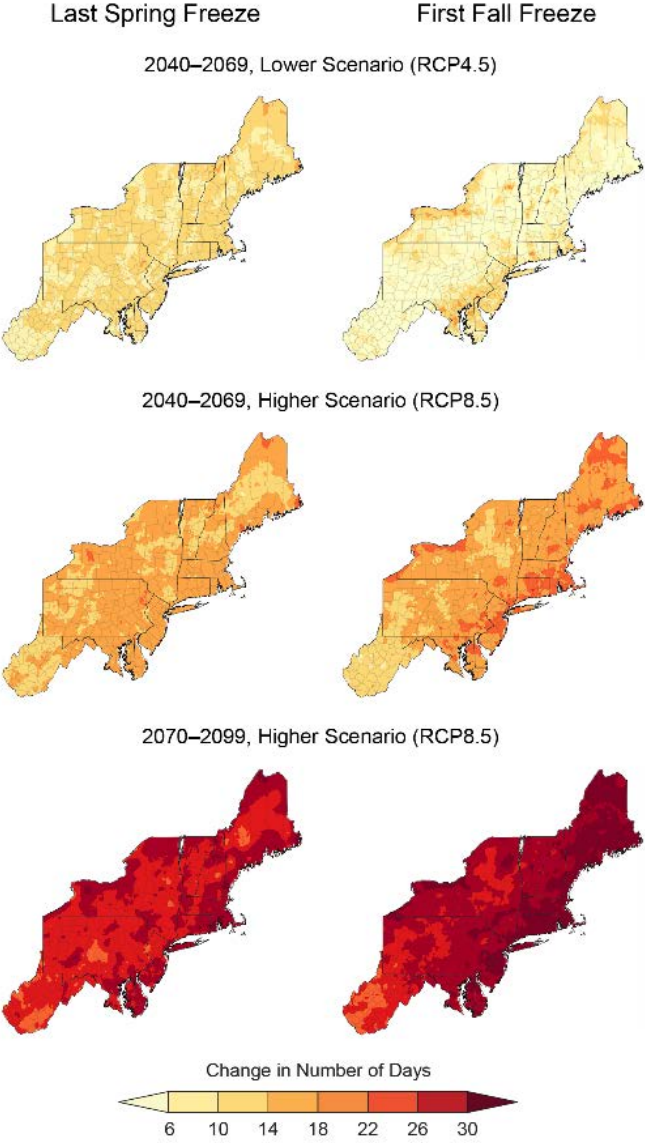 Last Spring Freeze First Fall Freeze
2040–2069, Lower Scenario (RCP4.5)
2040–2069, Higher Scenario (RCP8.5)
2070–2099, Higher Scenario (RCP8.5)
Change in Number of Days
6 10 14 18 22 26 30